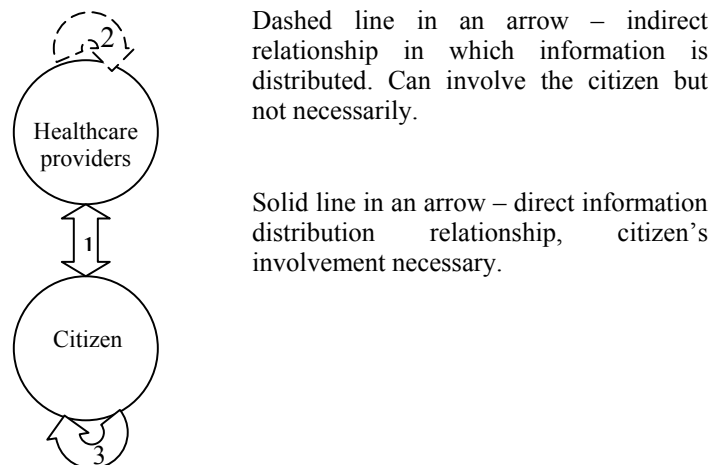 2
Healthcare
providers
1
Citizen
3
Dashed line in an arrow – indirect
relationship in which information is
distributed. Can involve the citizen but
not necessarily.
Solid line in an arrow – direct information
distribution relationship, citizen's
involvement necessary.